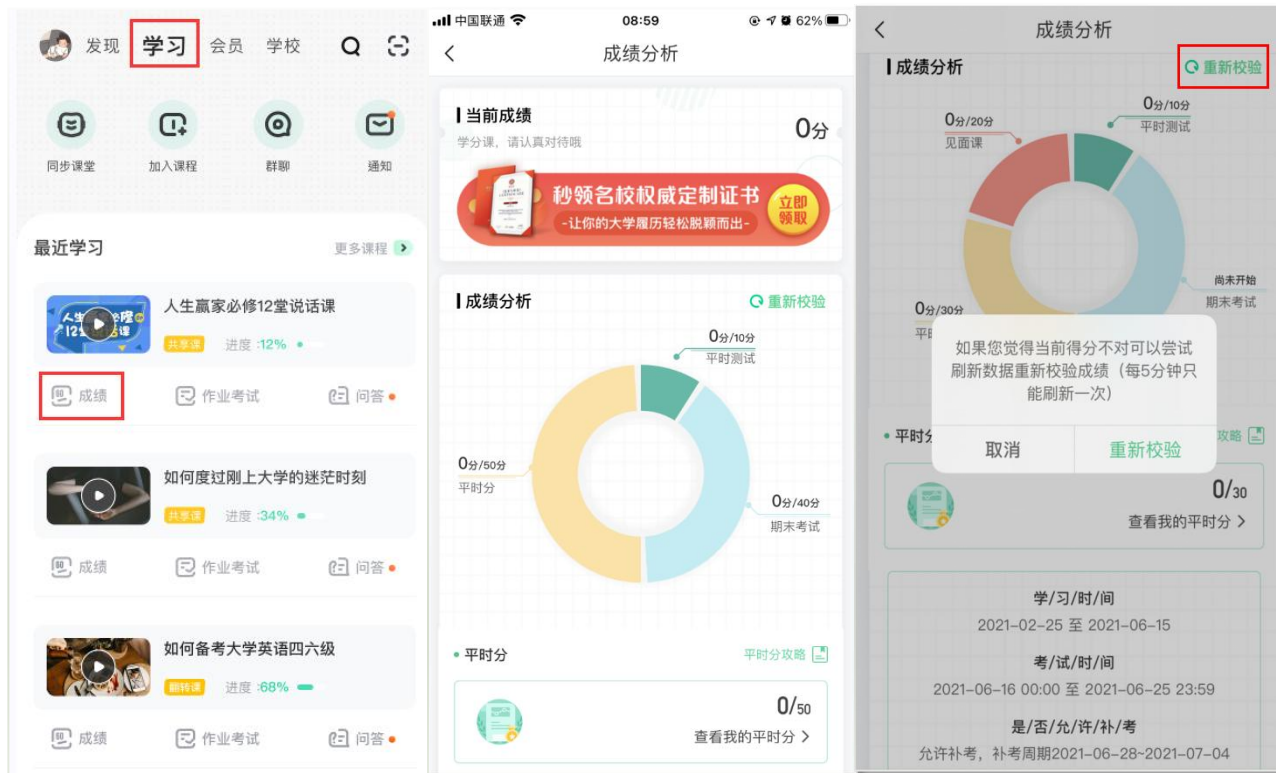 发现 学习 会员 学校
同步课堂 加入课程 群聊 通知
最近学习 更多课程
人生赢家必修12堂说话课
共享课 进度 :12%
成绩 作业考试 问答
如何度过刚上大学的迷茫时刻
共享课 进度 :34%
成绩 作业考试 问答
如何备考大学英语四六级
翻转课 进度 :68%
成绩 作业考试 问答
中国联通 08:59 62%
成绩分析
当前成绩
学分课，请认真对待哦
0分
秒领名校权威定制证书
-让你的大学履历轻松脱颖而出-
立即
领取
成绩分析 重新校验
0分/10分
平时测试
0分/50分
平时分
0分/40分
期末考试
平时分 平时分攻略
0/50
查看我的平时分
成绩分析
成绩分析 重新校验
0分/10分
平时测试
0分/20分
见面课
尚未开始
期末考试
0分/30分
如果您觉得当前得分不对可以尝试
刷新数据重新校验成绩（每5分钟只
能刷新一次）
取消 重新校验
平时分 攻略
0/30
查看我的平时分
学/习/时/间
2021-02-25 至 2021-06-15
考/试/时/间
2021-06-16 00:00 至 2021-06-25 23:59
是/否/允/许/补/考
允许补考，补考周期2021-06-28~2021-07-04